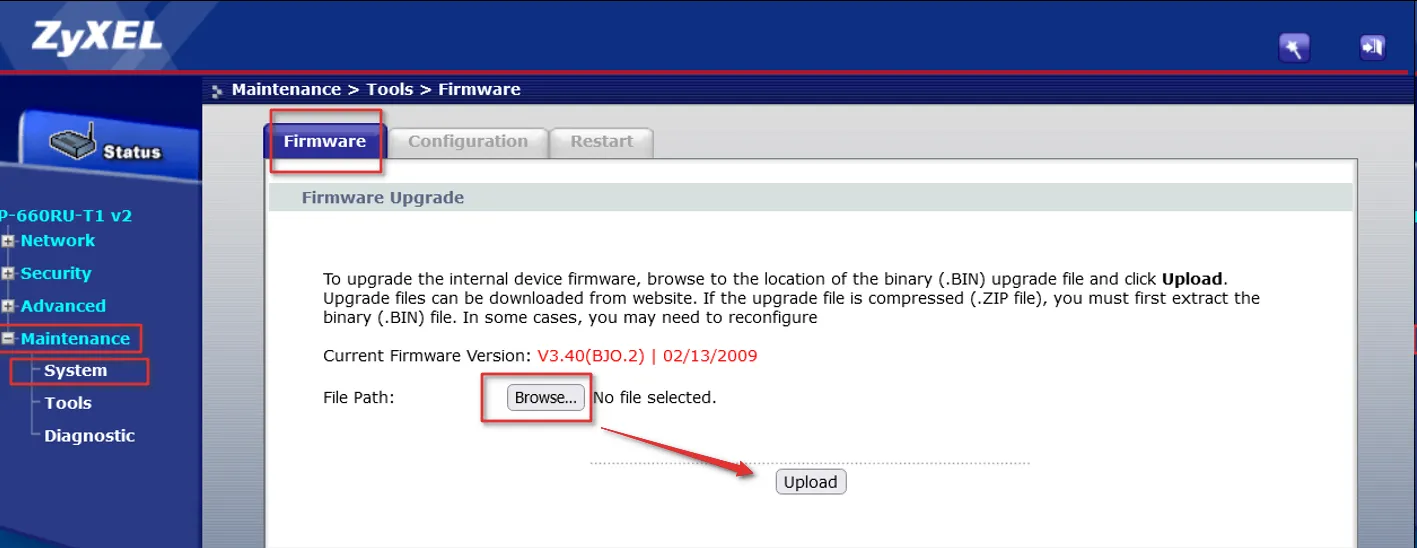 ZyXEL
Maintenance > Tools > Firmware
Status
Firmware
Configuration
Restart
P-660RU-T1 v2
Network
Security
Advanced
Maintenance
System
Tools
Diagnostic
Firmware Upgrade
To upgrade the internal device firmware, browse to the location of the binary (.BIN) upgrade file and click Upload.
Upgrade files can be downloaded from website. If the upgrade file is compressed (.ZIP file), you must first extract the
binary (.BIN) file. In some cases, you may need to reconfigure
Current Firmware Version: V3.40(BJO.2) | 02/13/2009
File Path: Browse... No file selected.
Upload